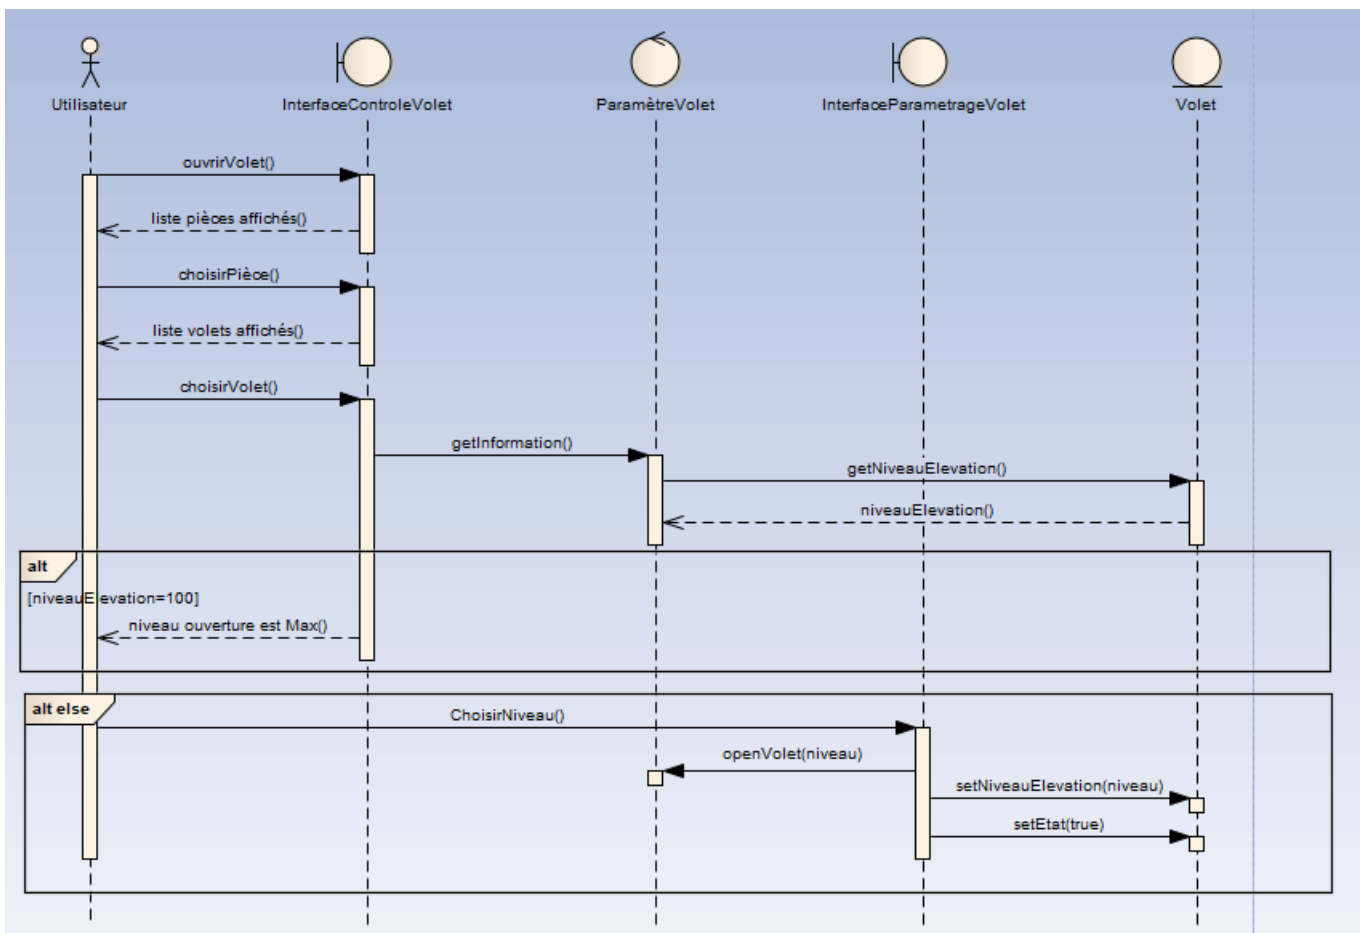 Utilisateur
InterfaceControleVolet
ParamètreVolet
InterfaceParametrageVolet
Volet
ouvrirVolet()
liste pièces affichés()
choisirPièce()
liste volets affichés()
choisirVolet()
getInformation()
getNiveauElevation()
niveauElevation()
alt
[niveauElevation=100]
niveau ouverture est Max()
alt else
ChoisirNiveau()
openVolet(niveau)
setNiveauElevation(niveau)
setEtat(true)